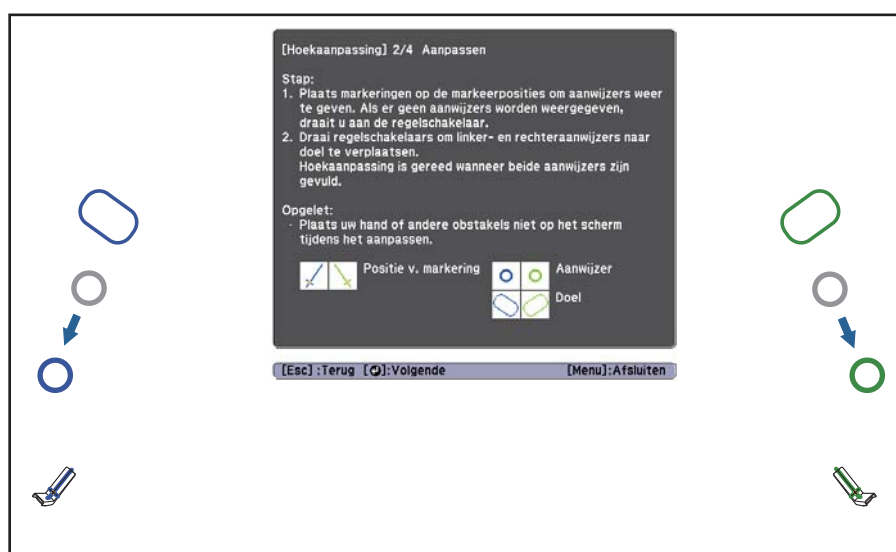 [Hoekaanpassing] 2/4 Aanpassen
Stap:
1. Plaats markeringen op de markeerposities om aanwijzers weer
te geven. Als er geen aanwijzers worden weergegeven,
draait u aan de regelschakelaar.
2. Draai regelschakelaars om linker- en rechteraanwijzers naar
doel te verplaatsen.
Hoekaanpassing is gereed wanneer beide aanwijzers zijn
gevuld.
Opgelet:
- Plaats uw hand of andere obstakels niet op het scherm
tijdens het aanpassen.
Positie v. markering
Aanwijzer
Doel
[Esc] :Terug [⏎]:Volgende [Menu]:Afsluiten